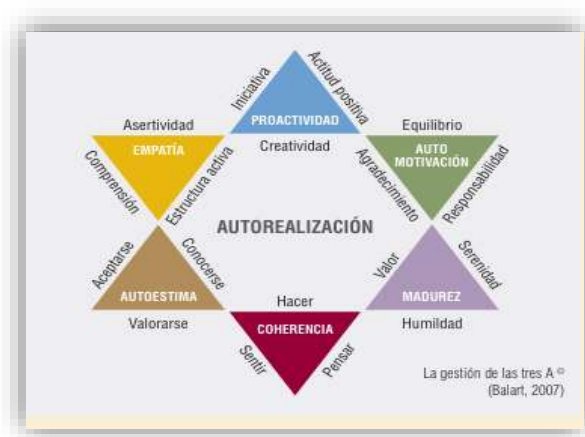 Iniciativa
Actitud positiva
PROACTIVIDAD
Creatividad
Asertividad
EMPATÍA
Comprensión
Estructura activa
Equilibrio
AUTO
MOTIVACIÓN
Agradecimiento
Responsabilidad
AUTOREALIZACIÓN
Aceptarse
Conocerse
AUTOESTIMA
Valorarse
Hacer
COHERENCIA
Sentir
Pensar
Valor
Serenidad
MADUREZ
Humildad
La gestión de las tres A ©
(Balart, 2007)